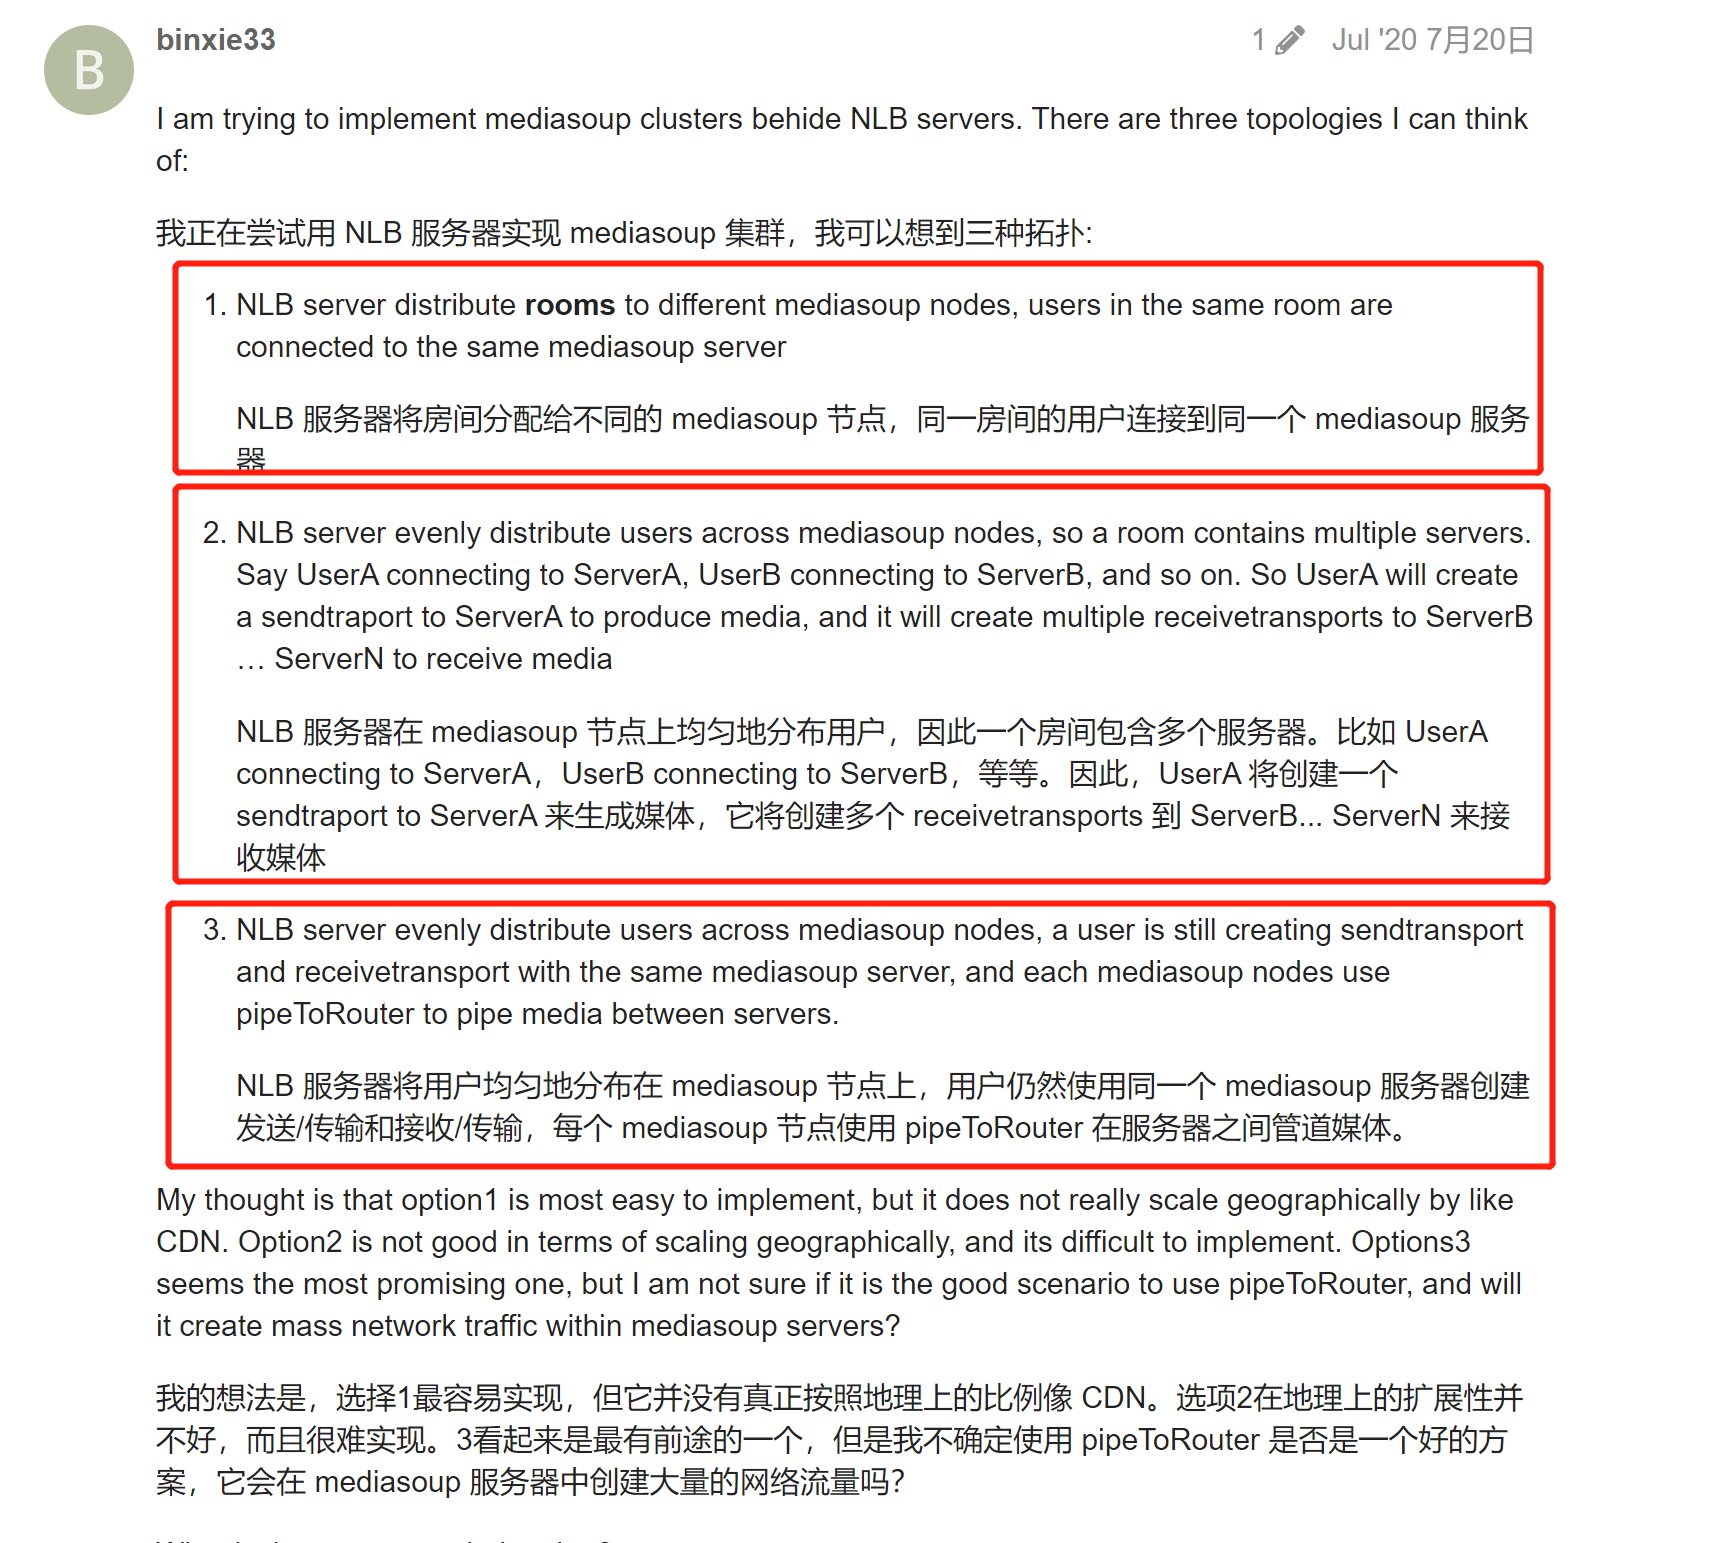 B
binxie33
1 Jul '20 7月20日
I am trying to implement mediasoup clusters behide NLB servers. There are three topologies I can think
of:
我正在尝试用 NLB 服务器实现 mediasoup 集群，我可以想到三种拓扑:
1. NLB server distribute rooms to different mediasoup nodes, users in the same room are
connected to the same mediasoup server
NLB 服务器将房间分配给不同的 mediasoup 节点，同一房间的用户连接到同一个 mediasoup 服务
器
2. NLB server evenly distribute users across mediasoup nodes, so a room contains multiple servers.
Say UserA connecting to ServerA, UserB connecting to ServerB, and so on. So UserA will create
a sendtraport to ServerA to produce media, and it will create multiple receivetransports to ServerB
… ServerN to receive media
NLB 服务器在 mediasoup 节点上均匀地分布用户，因此一个房间包含多个服务器。比如 UserA
connecting to ServerA，UserB connecting to ServerB，等等。因此，UserA 将创建一个
sendtraport to ServerA 来生成媒体，它将创建多个 receivetransports 到 ServerB... ServerN 来接
收媒体
3. NLB server evenly distribute users across mediasoup nodes, a user is still creating sendtransport
and receivetransport with the same mediasoup server, and each mediasoup nodes use
pipeToRouter to pipe media between servers.
NLB 服务器将用户均匀地分布在 mediasoup 节点上，用户仍然使用同一个 mediasoup 服务器创建
发送/传输和接收/传输，每个 mediasoup 节点使用 pipeToRouter 在服务器之间管道媒体。
My thought is that option1 is most easy to implement, but it does not really scale geographically by like
CDN. Option2 is not good in terms of scaling geographically, and its difficult to implement. Options3
seems the most promising one, but I am not sure if it is the good scenario to use pipeToRouter, and will
it create mass network traffic within mediasoup servers?
我的想法是，选择1最容易实现，但它并没有真正按照地理上的比例像 CDN。选项2在地理上的扩展性并
不好，而且很难实现。3看起来是最有前途的一个，但是我不确定使用 pipeToRouter 是否是一个好的方
案，它会在 mediasoup 服务器中创建大量的网络流量吗？